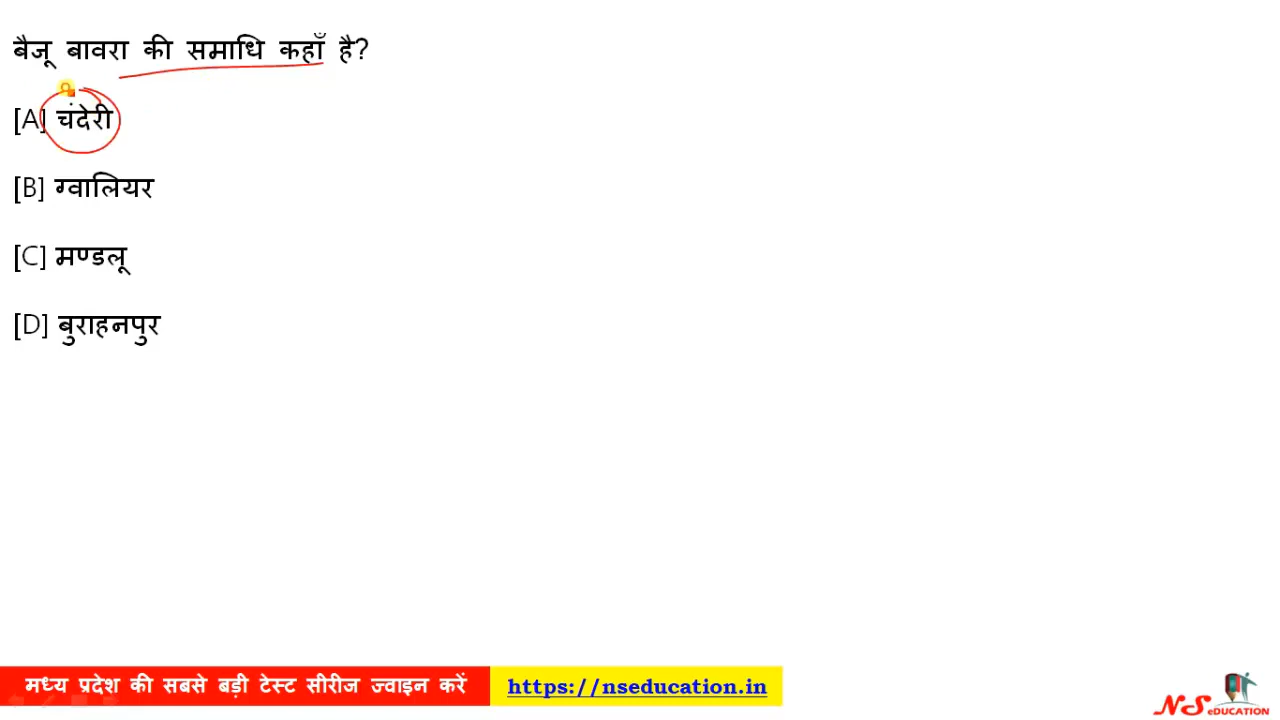 बैजू बावरा की समाधि कहाँ है?
[A] चंदेरी
[B] ग्वालियर
[C] मण्डलू
[D] बुराहनपुर
मध्य प्रदेश की सबसे बड़ी टेस्ट सीरीज ज्वाइन करें https://nseducation.in
NS eDUCATION